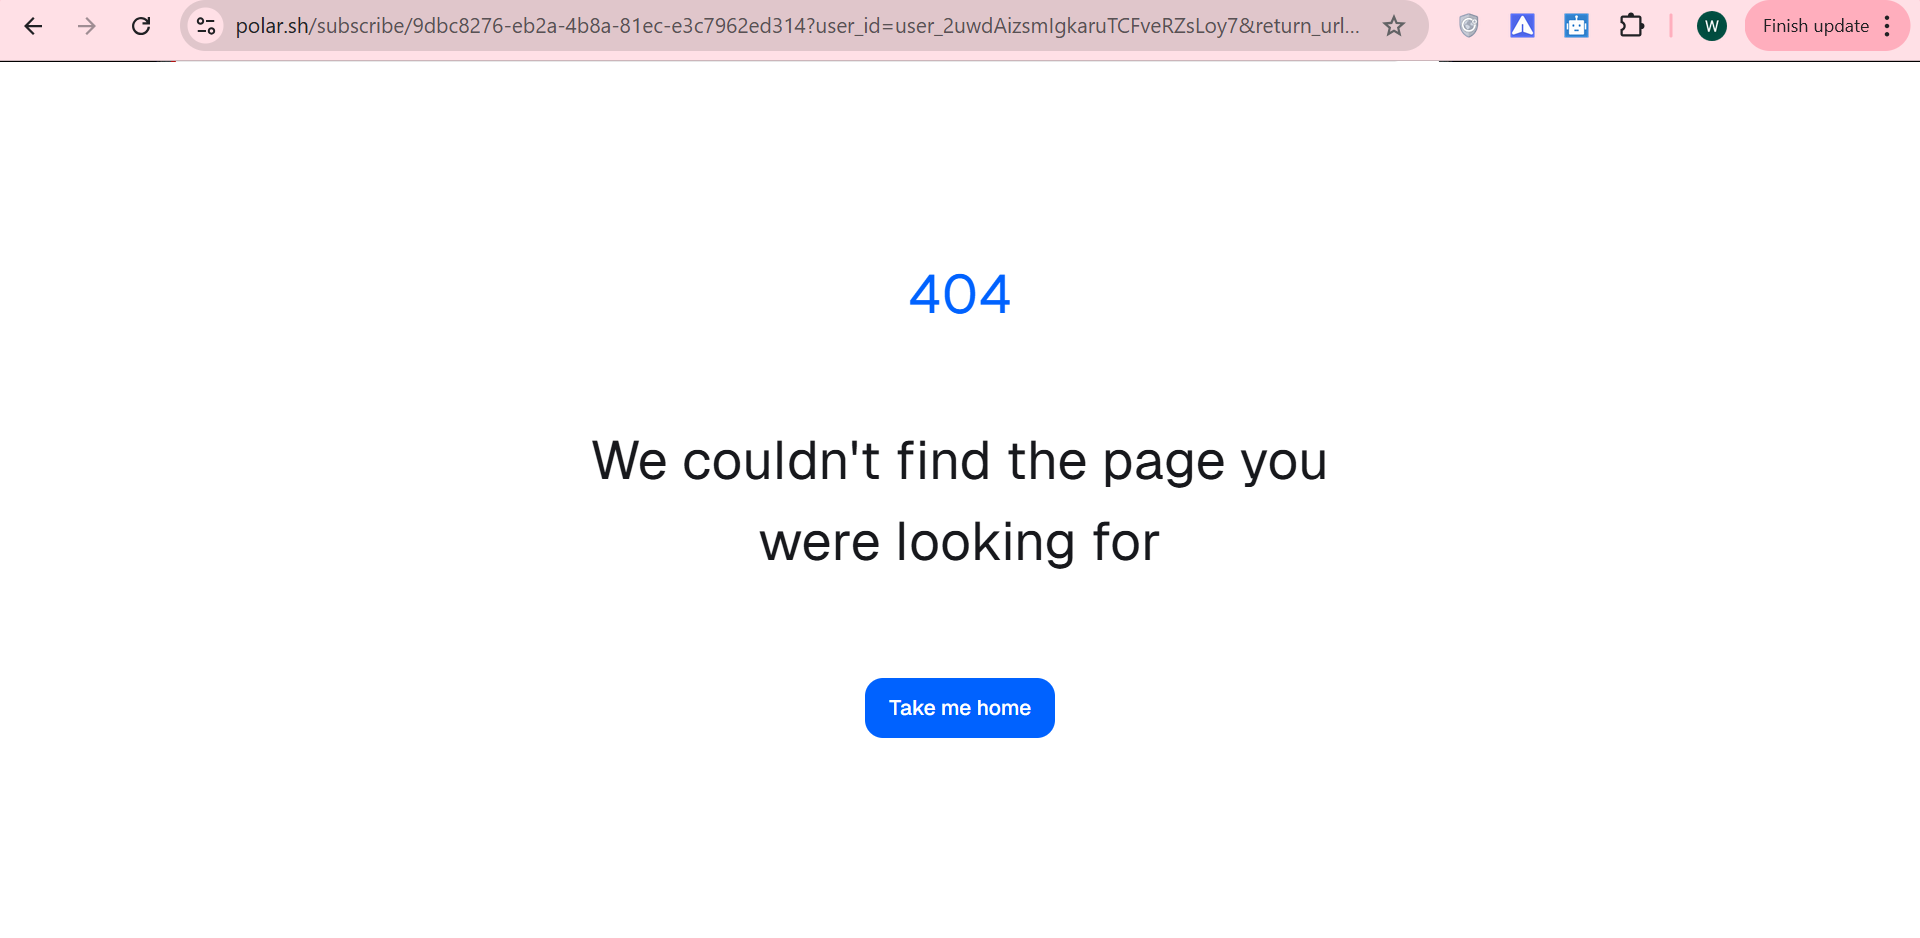 polar.sh/subscribe/9dbc8276-eb2a-4b8a-81ec-e3c7962ed314?user_id=user_2uwdAizsmIgkaruTCFveRZsLoy7&return_url...
W
Finish update
404
We couldn't find the page you
were looking for
Take me home